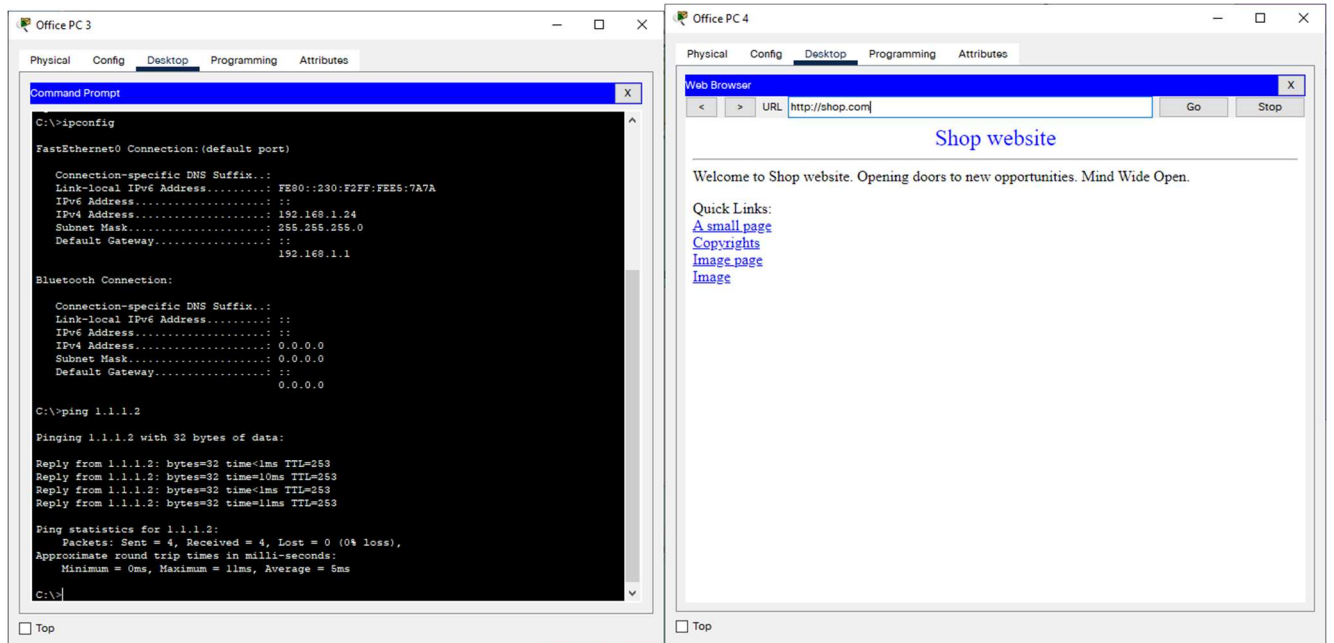 Office PC 3
Physical Config Desktop Programming Attributes
Command Prompt X
C:\>ipconfig
FastEthernet0 Connection:(default port)
Connection-specific DNS Suffix..:
Link-local IPv6 Address.........: FE80::230:F2FF:FEE5:7A7A
IPv6 Address....................: ::
IPv4 Address....................: 192.168.1.24
Subnet Mask.....................: 255.255.255.0
Default Gateway.................: ::
192.168.1.1
Bluetooth Connection:
Connection-specific DNS Suffix..:
Link-local IPv6 Address.........: ::
IPv6 Address....................: ::
IPv4 Address....................: 0.0.0.0
Subnet Mask.....................: 0.0.0.0
Default Gateway.................: ::
0.0.0.0
C:\>ping 1.1.1.2
Pinging 1.1.1.2 with 32 bytes of data:
Reply from 1.1.1.2: bytes=32 time<1ms TTL=253
Reply from 1.1.1.2: bytes=32 time=10ms TTL=253
Reply from 1.1.1.2: bytes=32 time<1ms TTL=253
Reply from 1.1.1.2: bytes=32 time=11ms TTL=253
Ping statistics for 1.1.1.2:
Packets: Sent = 4, Received = 4, Lost = 0 (0% loss),
Approximate round trip times in milli-seconds:
Minimum = 0ms, Maximum = 11ms, Average = 5ms
C:\>
Top
Office PC 4
Physical Config Desktop Programming Attributes
Web Browser X
< > URL http://shop.com Go Stop
Shop website
Welcome to Shop website. Opening doors to new opportunities. Mind Wide Open.
Quick Links:
A small page
Copyrights
Image page
Image
Top